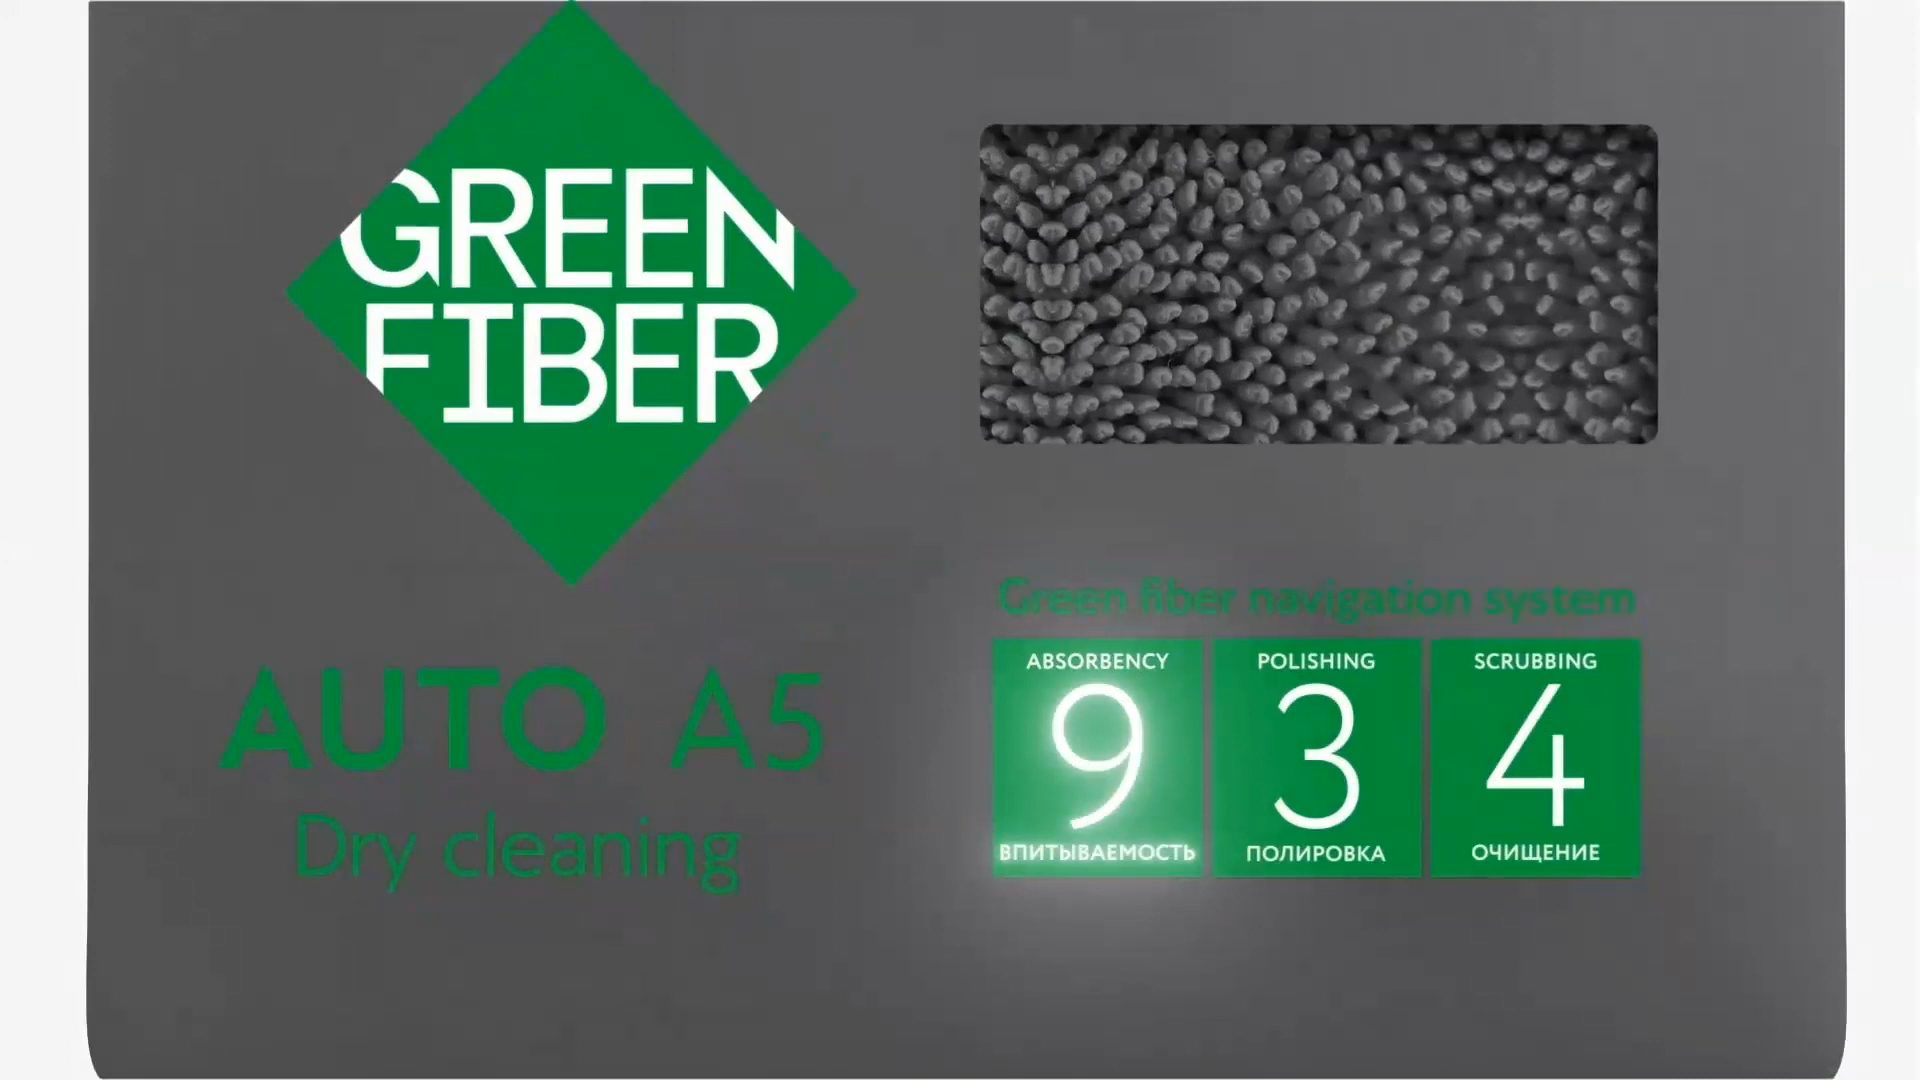 GREEN
FIBER
AUTO A5
Dry cleaning
Green fiber navigation system
ABSORBENCY
9
ВПИТЫВАЕМОСТЬ
POLISHING
3
ПОЛИРОВКА
SCRUBBING
4
ОЧИЩЕНИЕ